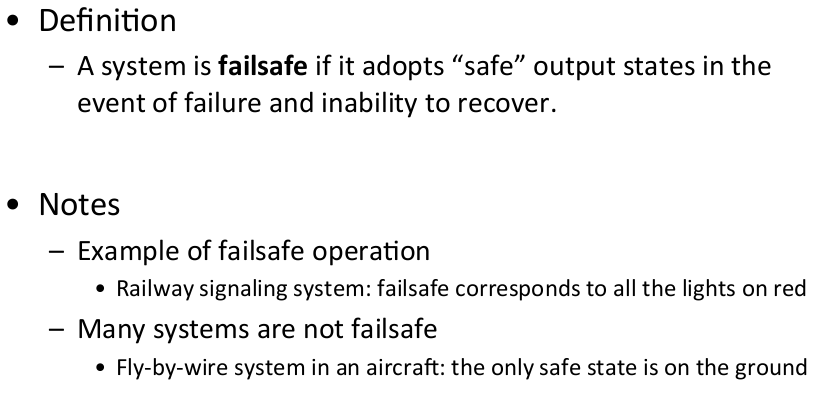 • Definition
– A system is failsafe if it adopts “safe” output states in the
event of failure and inability to recover.
• Notes
– Example of failsafe operation
• Railway signaling system: failsafe corresponds to all the lights on red
– Many systems are not failsafe
• Fly-by-wire system in an aircraft: the only safe state is on the ground